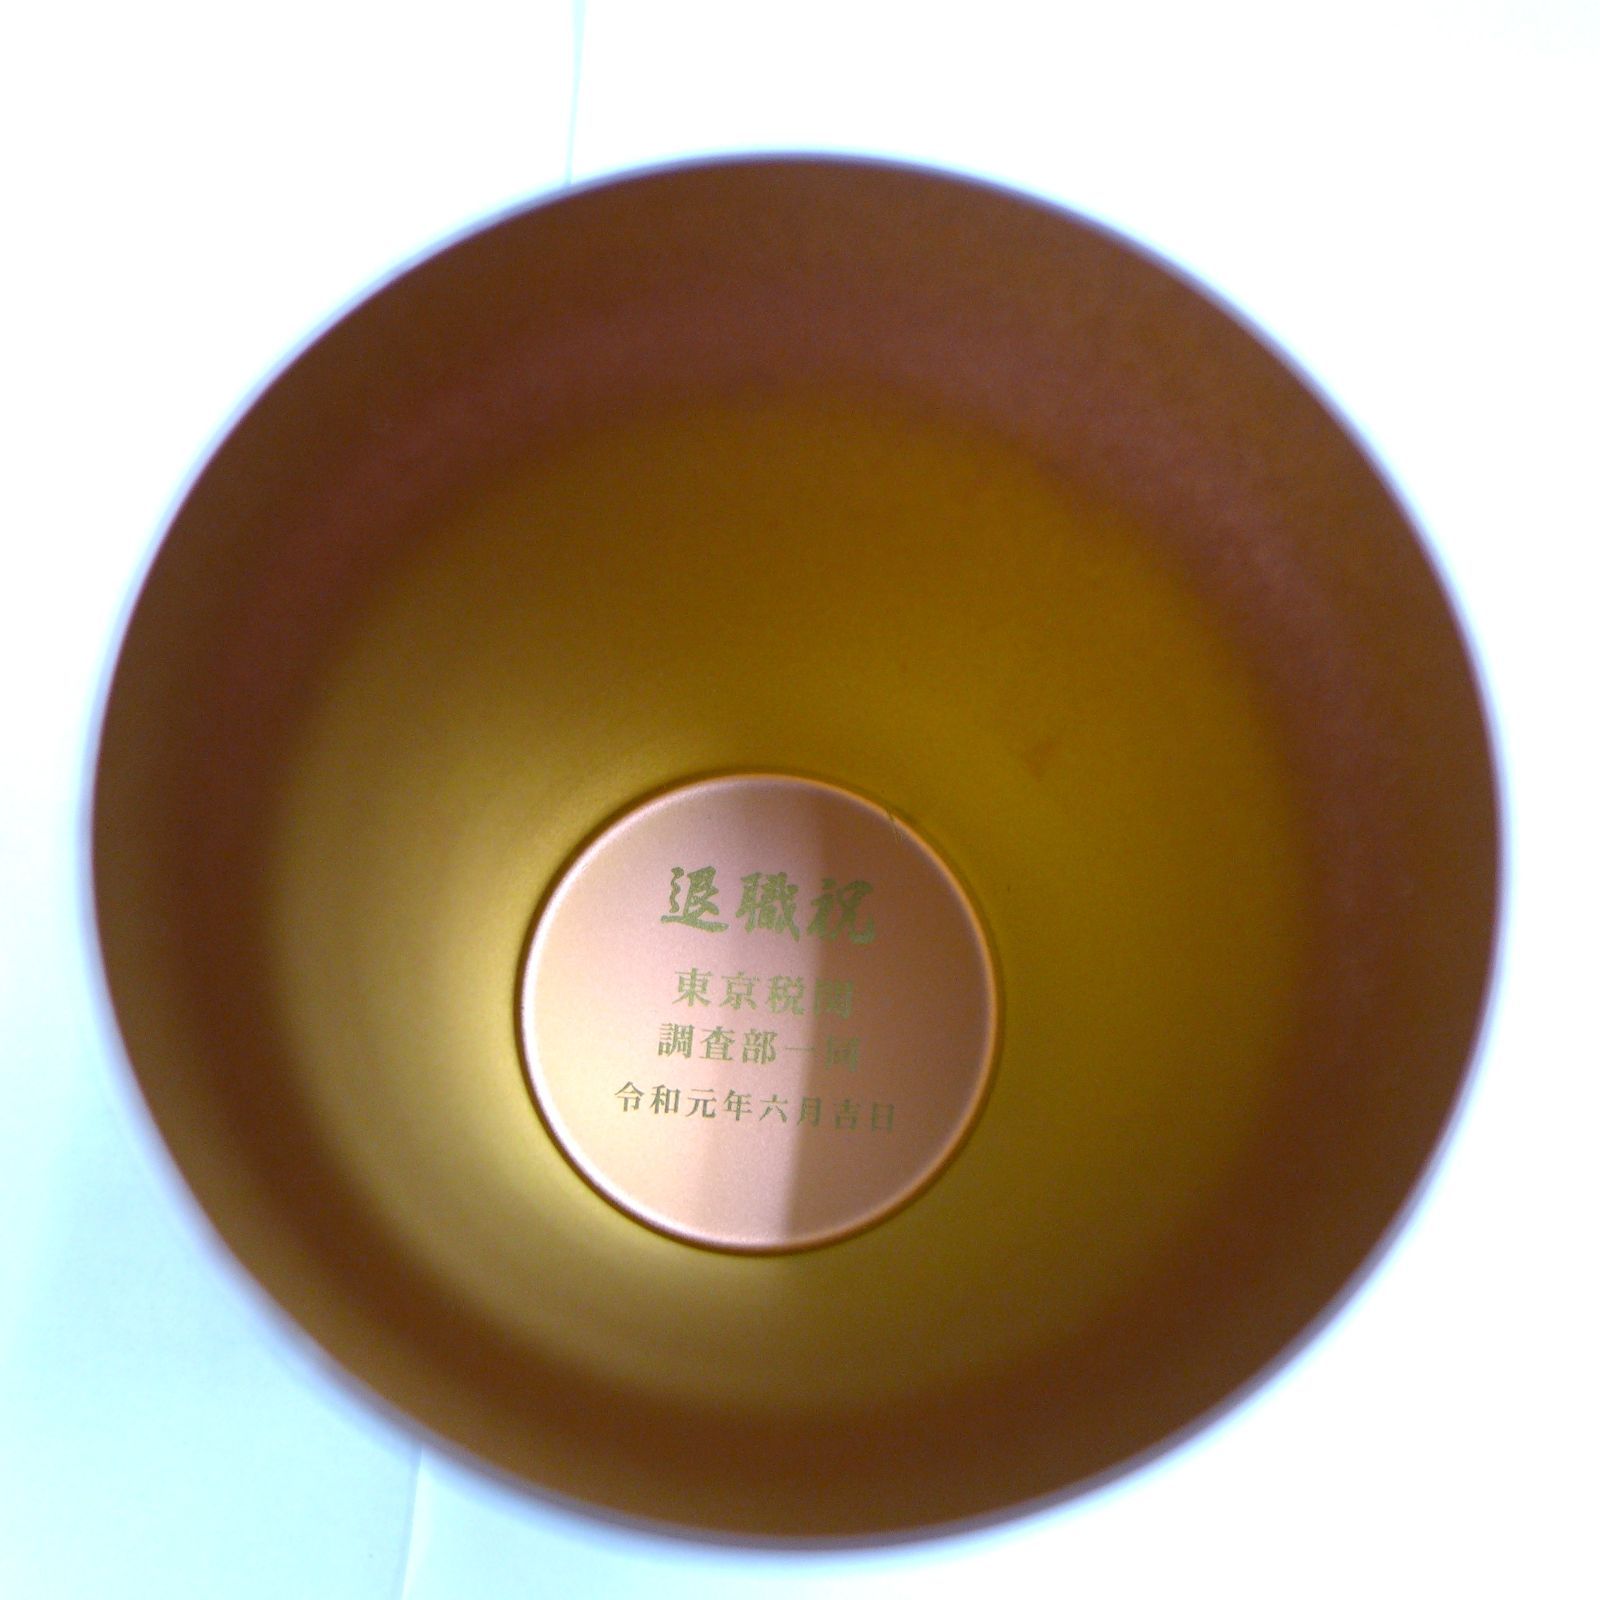 退職祝
東京税関
調査部一同
令和元年六月吉日